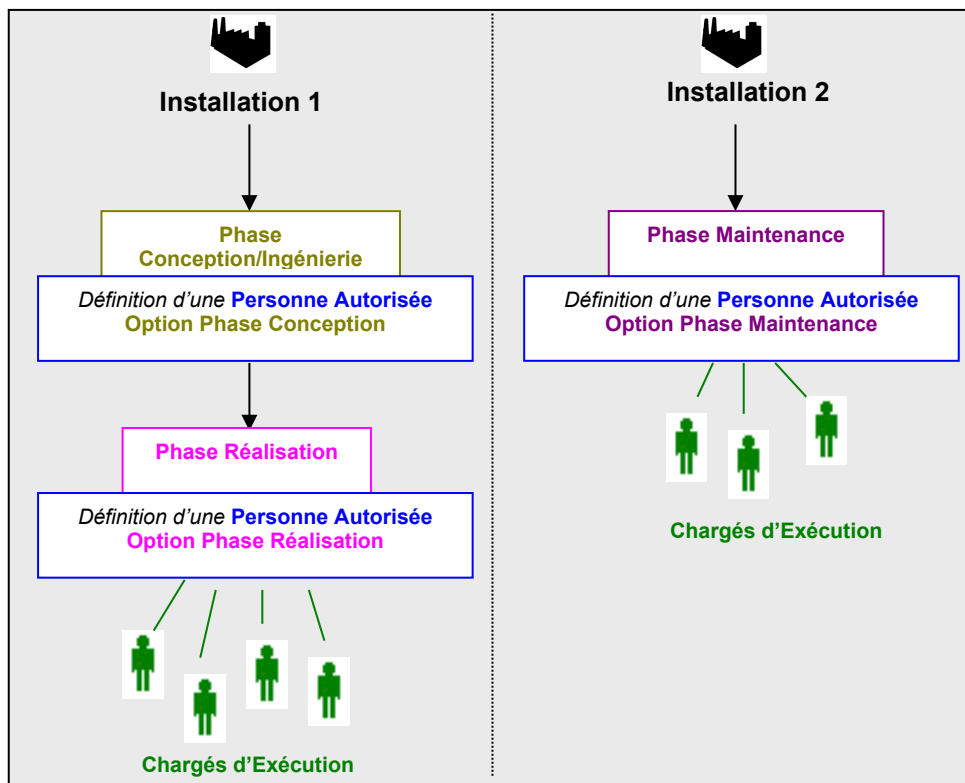 Installation 1
Phase
Conception/Ingénierie
Définition d’une Personne Autorisée
Option Phase Conception
Phase Réalisation
Définition d’une Personne Autorisée
Option Phase Réalisation
Chargés d’Exécution
Installation 2
Phase Maintenance
Définition d’une Personne Autorisée
Option Phase Maintenance
Chargés d’Exécution